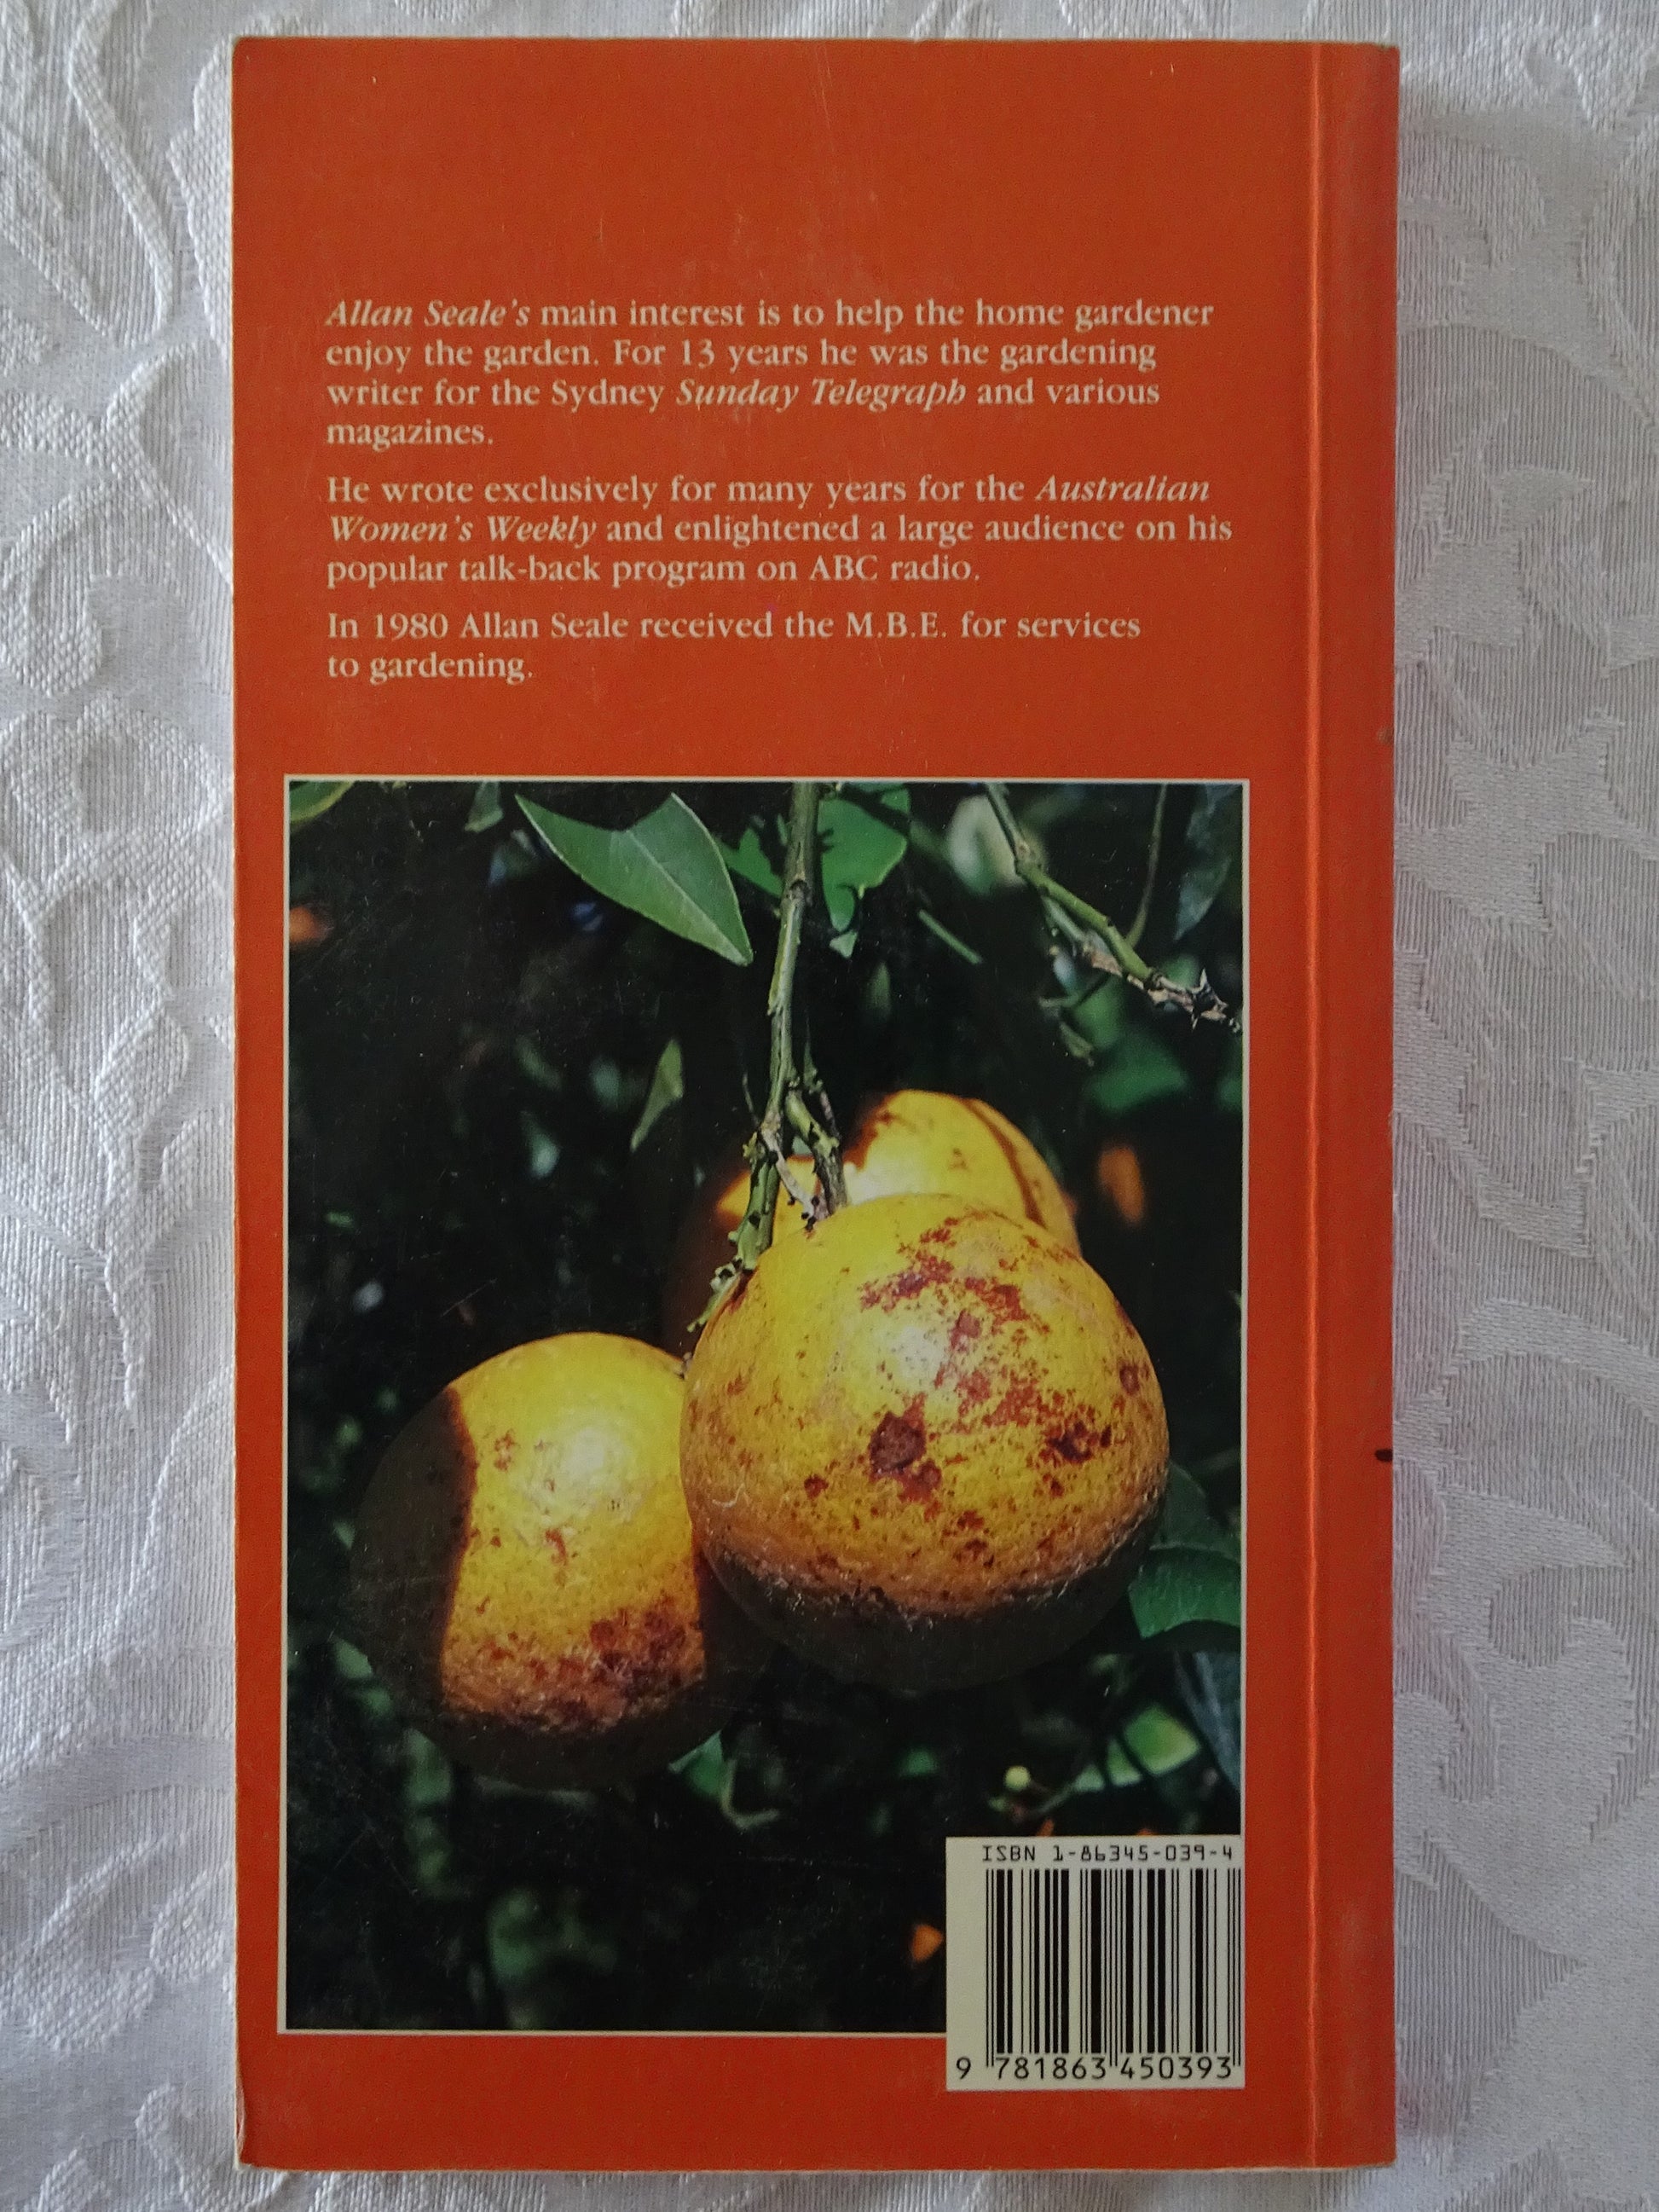 Allan Seale's main interest is to help the home gardener
enjoy the garden. For 13 years he was the gardening
writer for the Sydney Sunday Telegraph and various
magazines.
He wrote exclusively for many years for the Australian
Women's Weekly and enlightened a large audience on his
popular talk-back program on ABC radio.
In 1980 Allan Seale received the M.B.E. for services
to gardening.
ISBN 1-86345-039-4
9 781863 450393